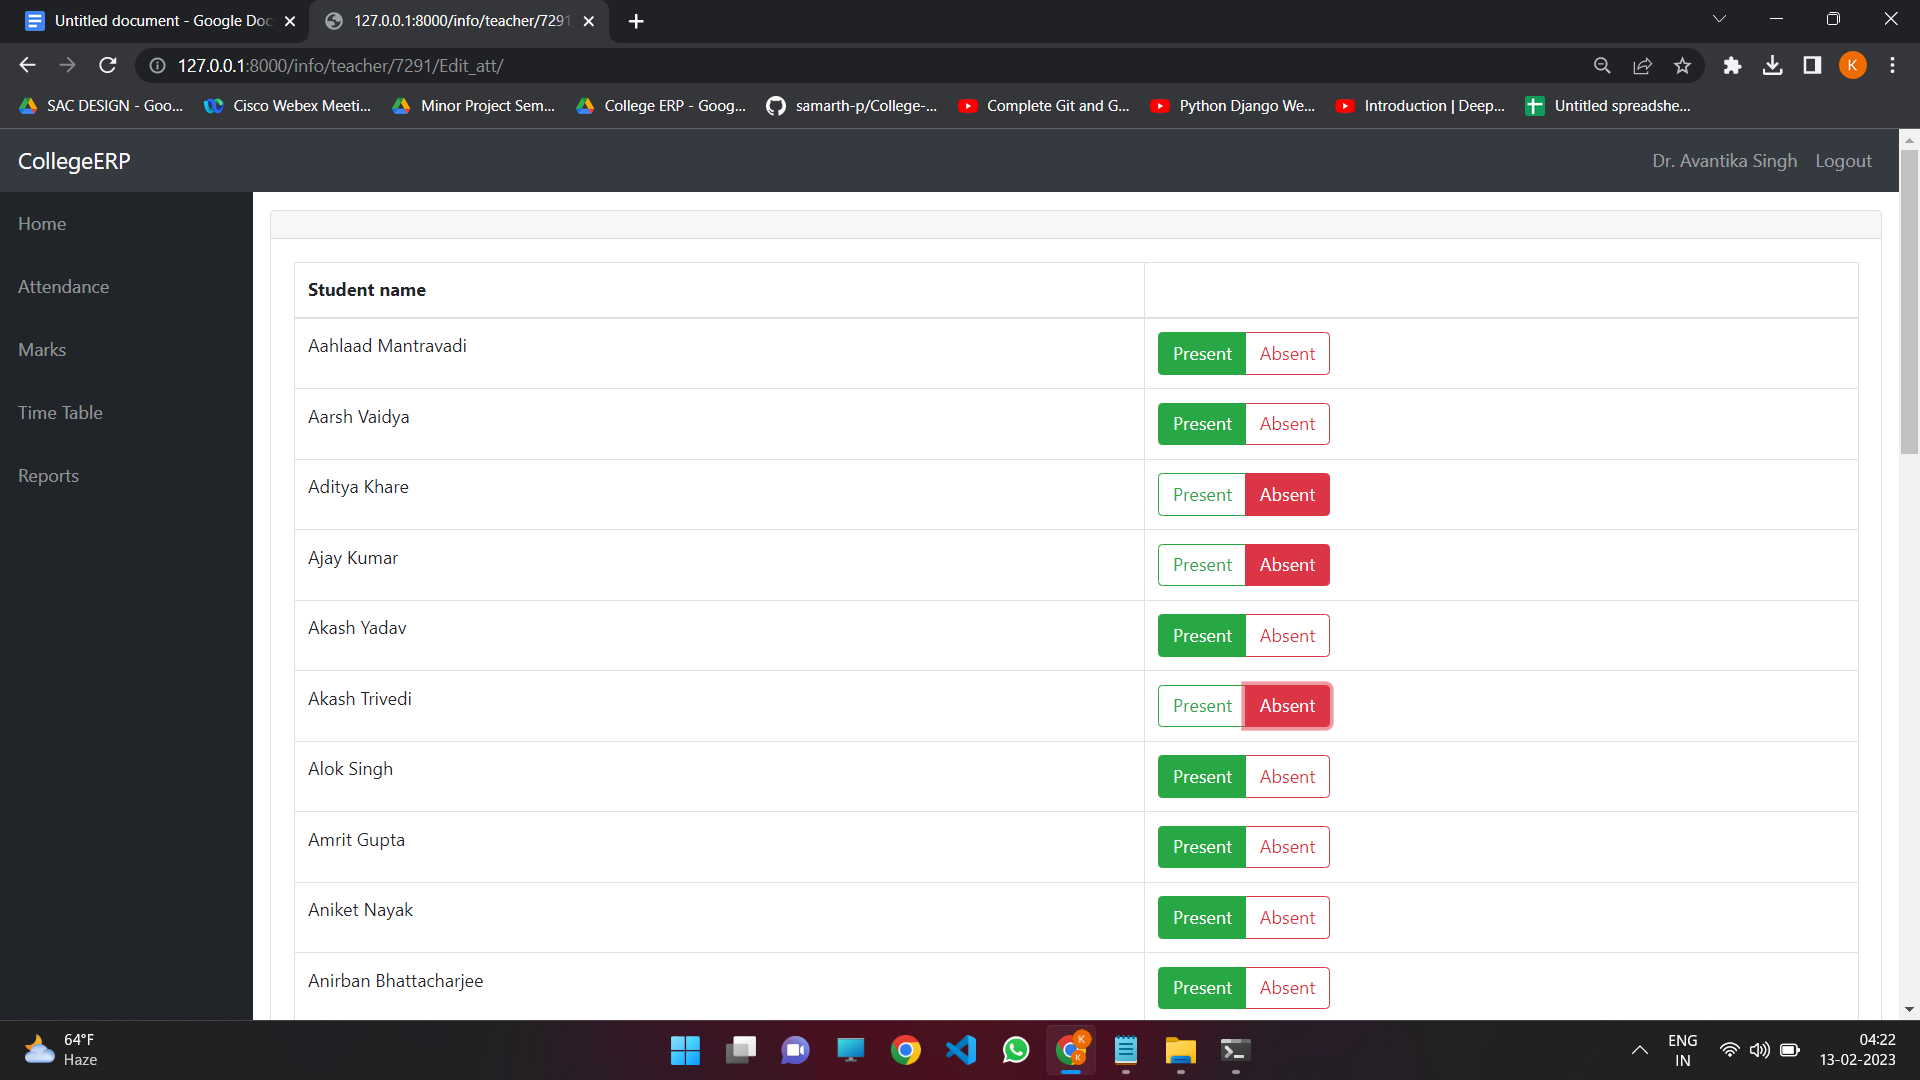 Untitled document - Google Doc
127.0.0.1:8000/info/teacher/7291
127.0.0.1:8000/info/teacher/7291/Edit_att/
K
SAC DESIGN - Goo...
Cisco Webex Meeti...
Minor Project Sem...
College ERP - Goog...
samarth-p/College-...
Complete Git and G...
Python Django We...
Introduction | Deep...
Untitled spreadshe...
CollegeERP
Dr. Avantika Singh Logout
Home
Attendance
Marks
Time Table
Reports
Student name
Aahlaad Mantravadi Present Absent
Aarsh Vaidya Present Absent
Aditya Khare Present Absent
Ajay Kumar Present Absent
Akash Yadav Present Absent
Akash Trivedi Present Absent
Alok Singh Present Absent
Amrit Gupta Present Absent
Aniket Nayak Present Absent
Anirban Bhattacharjee Present Absent
64°F
Haze
K
K
ENG
IN
04:22
13-02-2023